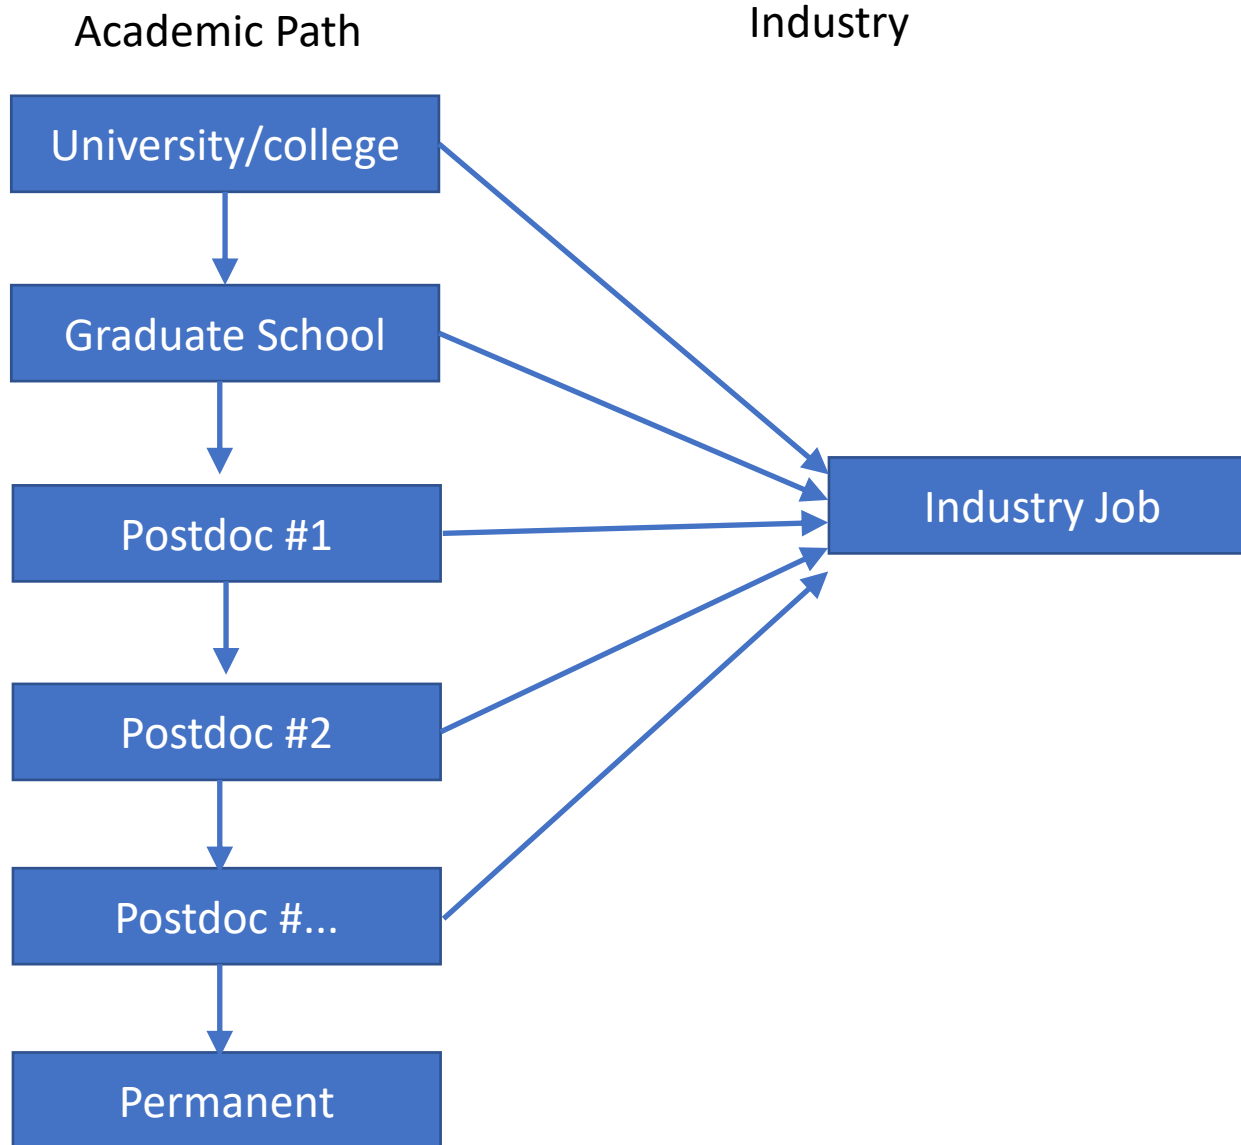 Academic Path
Industry
University/college
Graduate School
Postdoc #1
Industry Job
Postdoc #2
Postdoc #...
Permanent